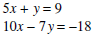 5x + y = 9
10x − 7y = −18